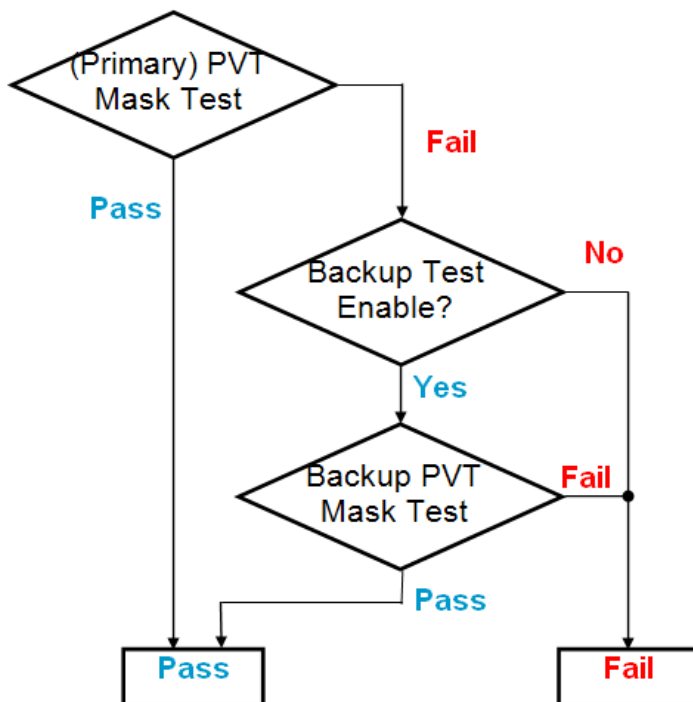 (Primary) PVT
Mask Test
Fail
Pass
Backup Test
Enable?
No
Yes
Backup PVT
Mask Test
Fail
Pass
Pass
Fail